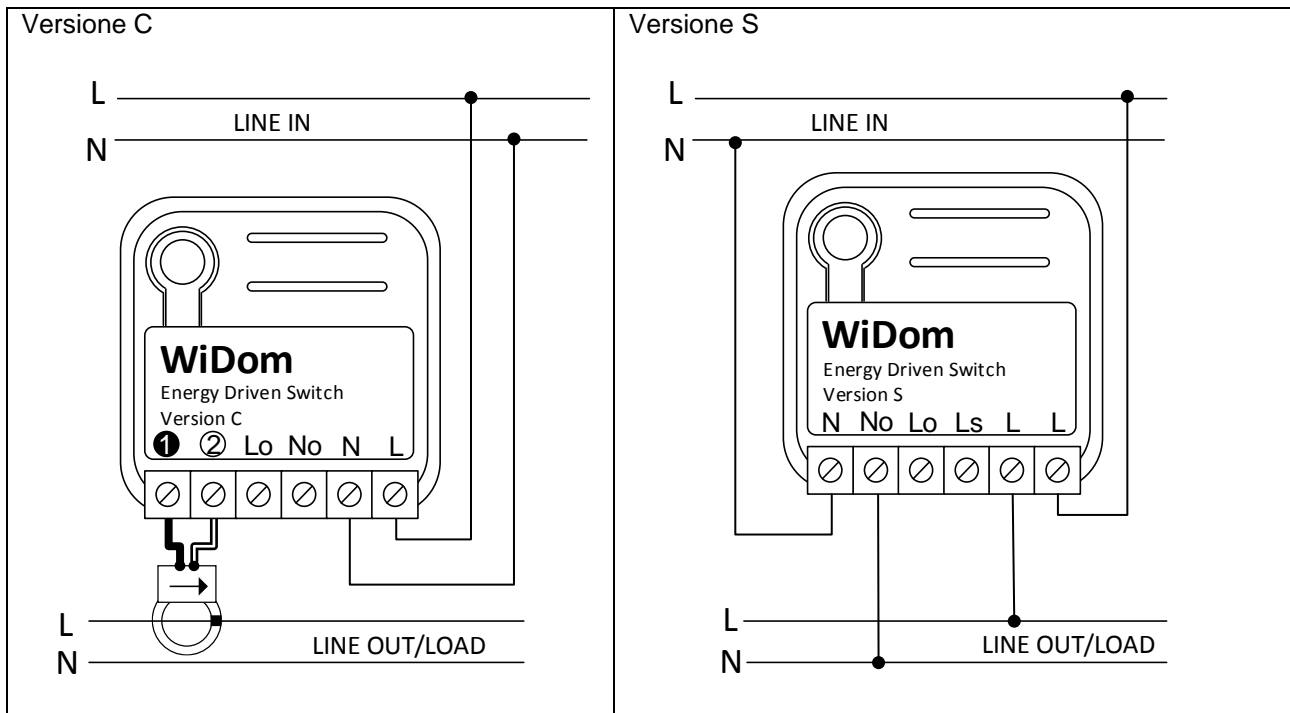 Versione C
L
LINE IN
N
WiDom
Energy Driven Switch
Version C
1 2 Lo No N L
L
LINE OUT/LOAD
N
Versione S
L
LINE IN
N
WiDom
Energy Driven Switch
Version S
N No Lo Ls L L
L
LINE OUT/LOAD
N